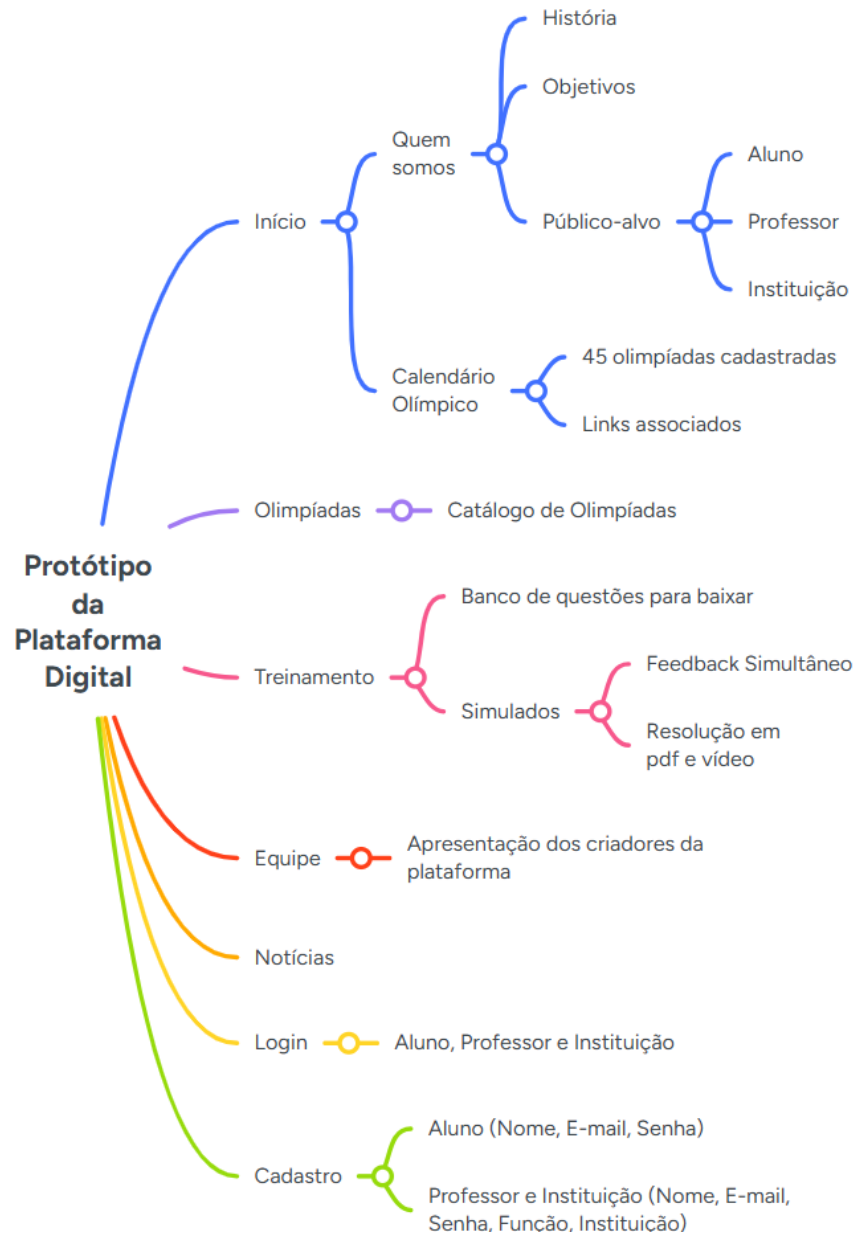 Protótipo
da
Plataforma
Digital
Início
Quem
somos
História
Objetivos
Público-alvo
Aluno
Professor
Instituição
Calendário
Olímpico
45 olimpíadas cadastradas
Links associados
Olimpíadas
Catálogo de Olimpíadas
Treinamento
Banco de questões para baixar
Simulados
Feedback Simultâneo
Resolução em
pdf e vídeo
Equipe
Apresentação dos criadores da
plataforma
Notícias
Login
Aluno, Professor e Instituição
Cadastro
Aluno (Nome, E-mail, Senha)
Professor e Instituição (Nome, E-mail,
Senha, Função, Instituição)